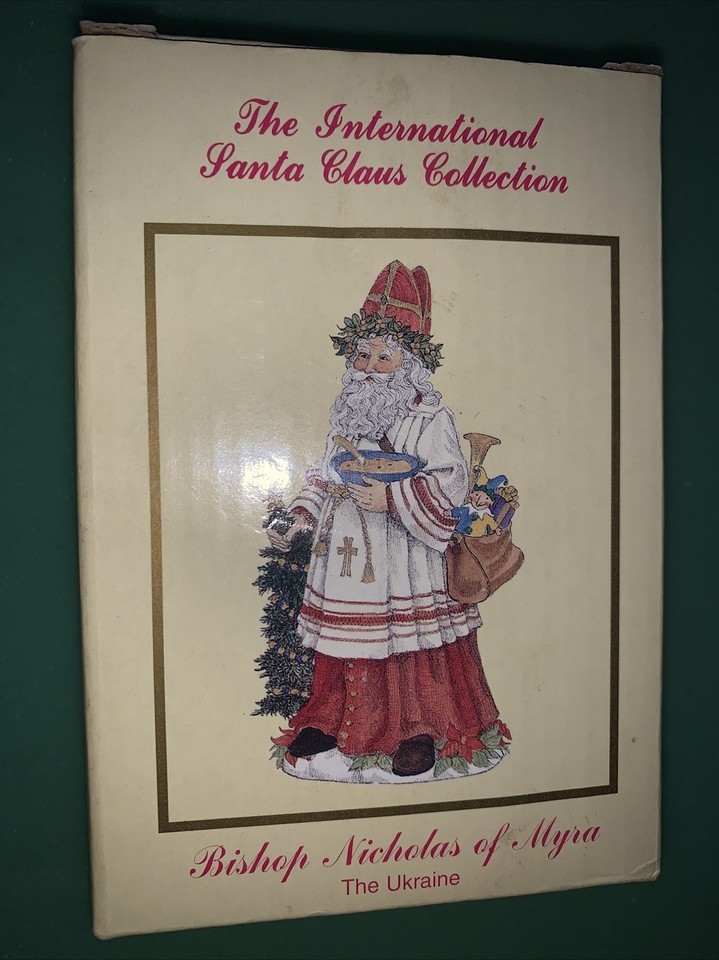 The International
Santa Claus Collection
Bishop Nicholas of Myra
The Ukraine